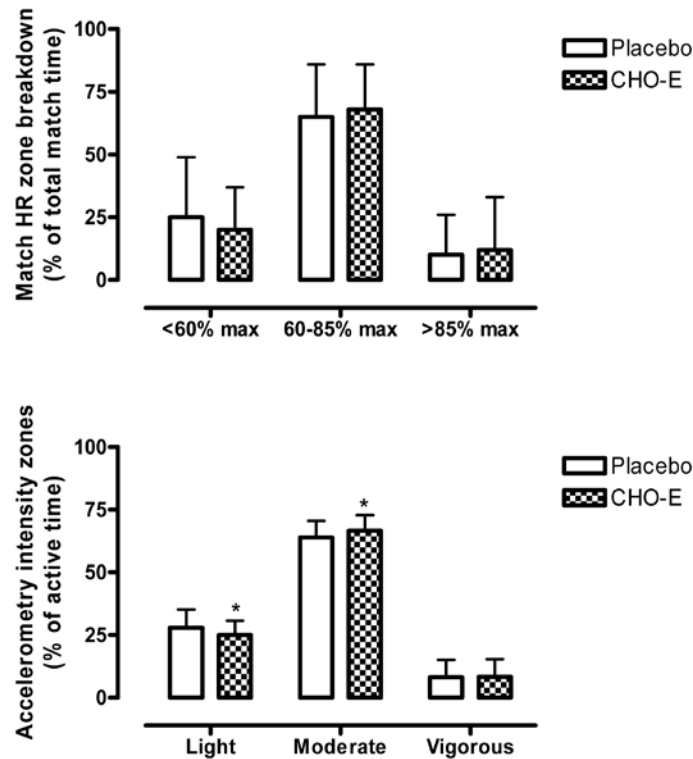 Match HR zone breakdown
(% of total match time)
100
75
50
25
0
<60% max
60-85% max
>85% max
Placebo
CHO-E
Accelerometry intensity zones
(% of active time)
100
75
50
25
0
*
*
Light
Moderate
Vigorous
Placebo
CHO-E